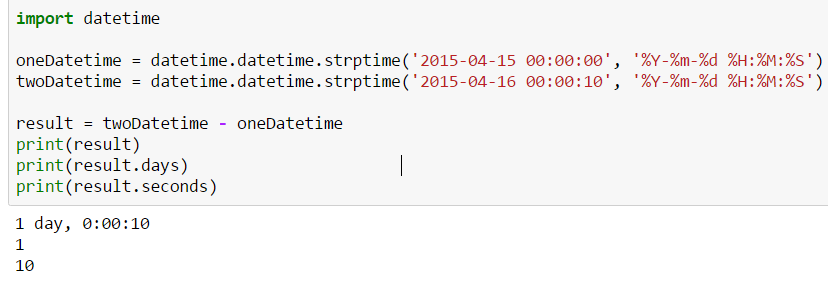 import datetime
oneDatetime = datetime.datetime.strptime('2015-04-15 00:00:00', '%Y-%m-%d %H:%M:%S')
twoDatetime = datetime.datetime.strptime('2015-04-16 00:00:10', '%Y-%m-%d %H:%M:%S')
result = twoDatetime - oneDatetime
print(result)
print(result.days)
print(result.seconds)
1 day, 0:00:10
1
10